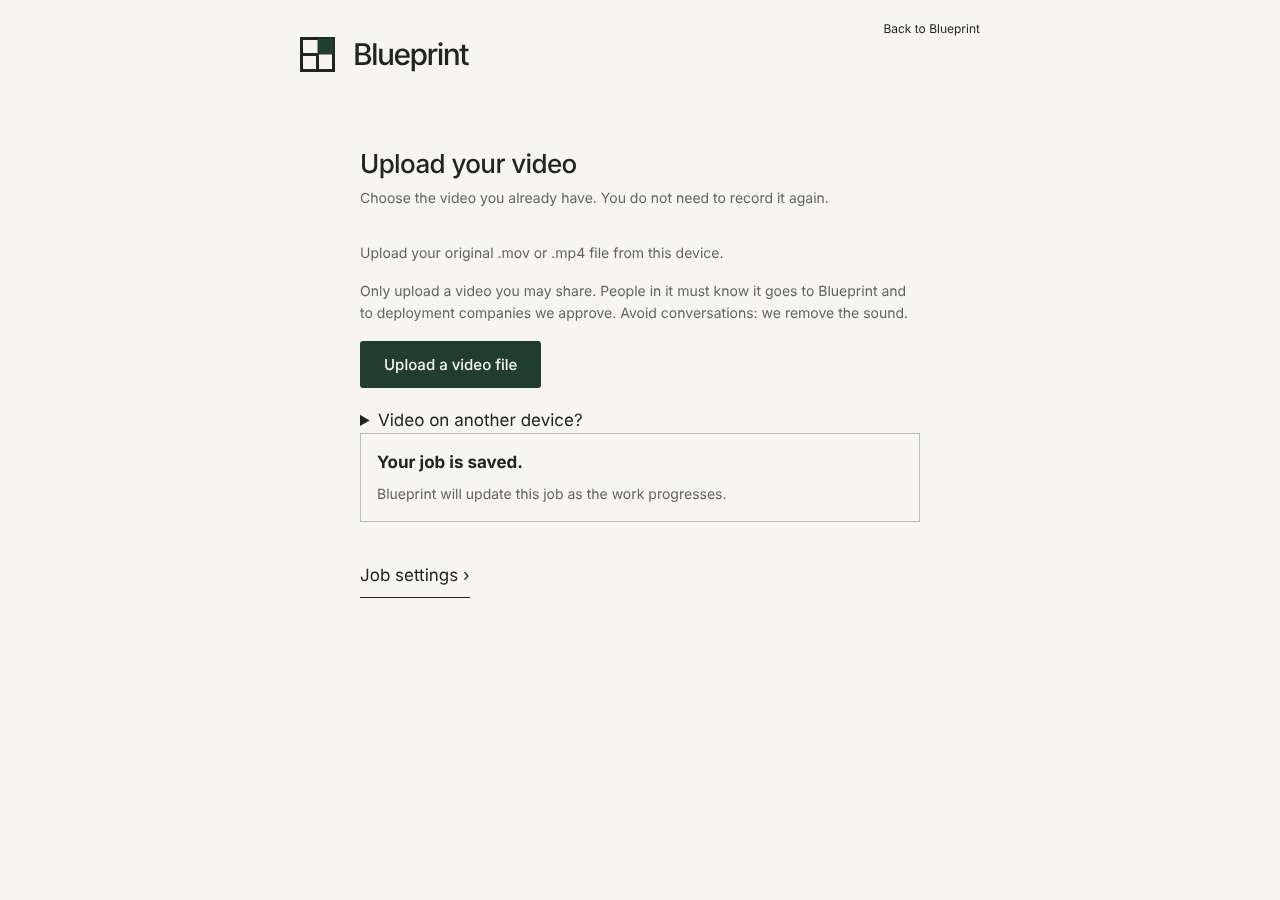 Back to Blueprint
Blueprint
Upload your video
Choose the video you already have. You do not need to record it again.
Upload your original .mov or .mp4 file from this device.
Only upload a video you may share. People in it must know it goes to Blueprint and
to deployment companies we approve. Avoid conversations: we remove the sound.
Upload a video file
Video on another device?
Your job is saved.
Blueprint will update this job as the work progresses.
Job settings ›